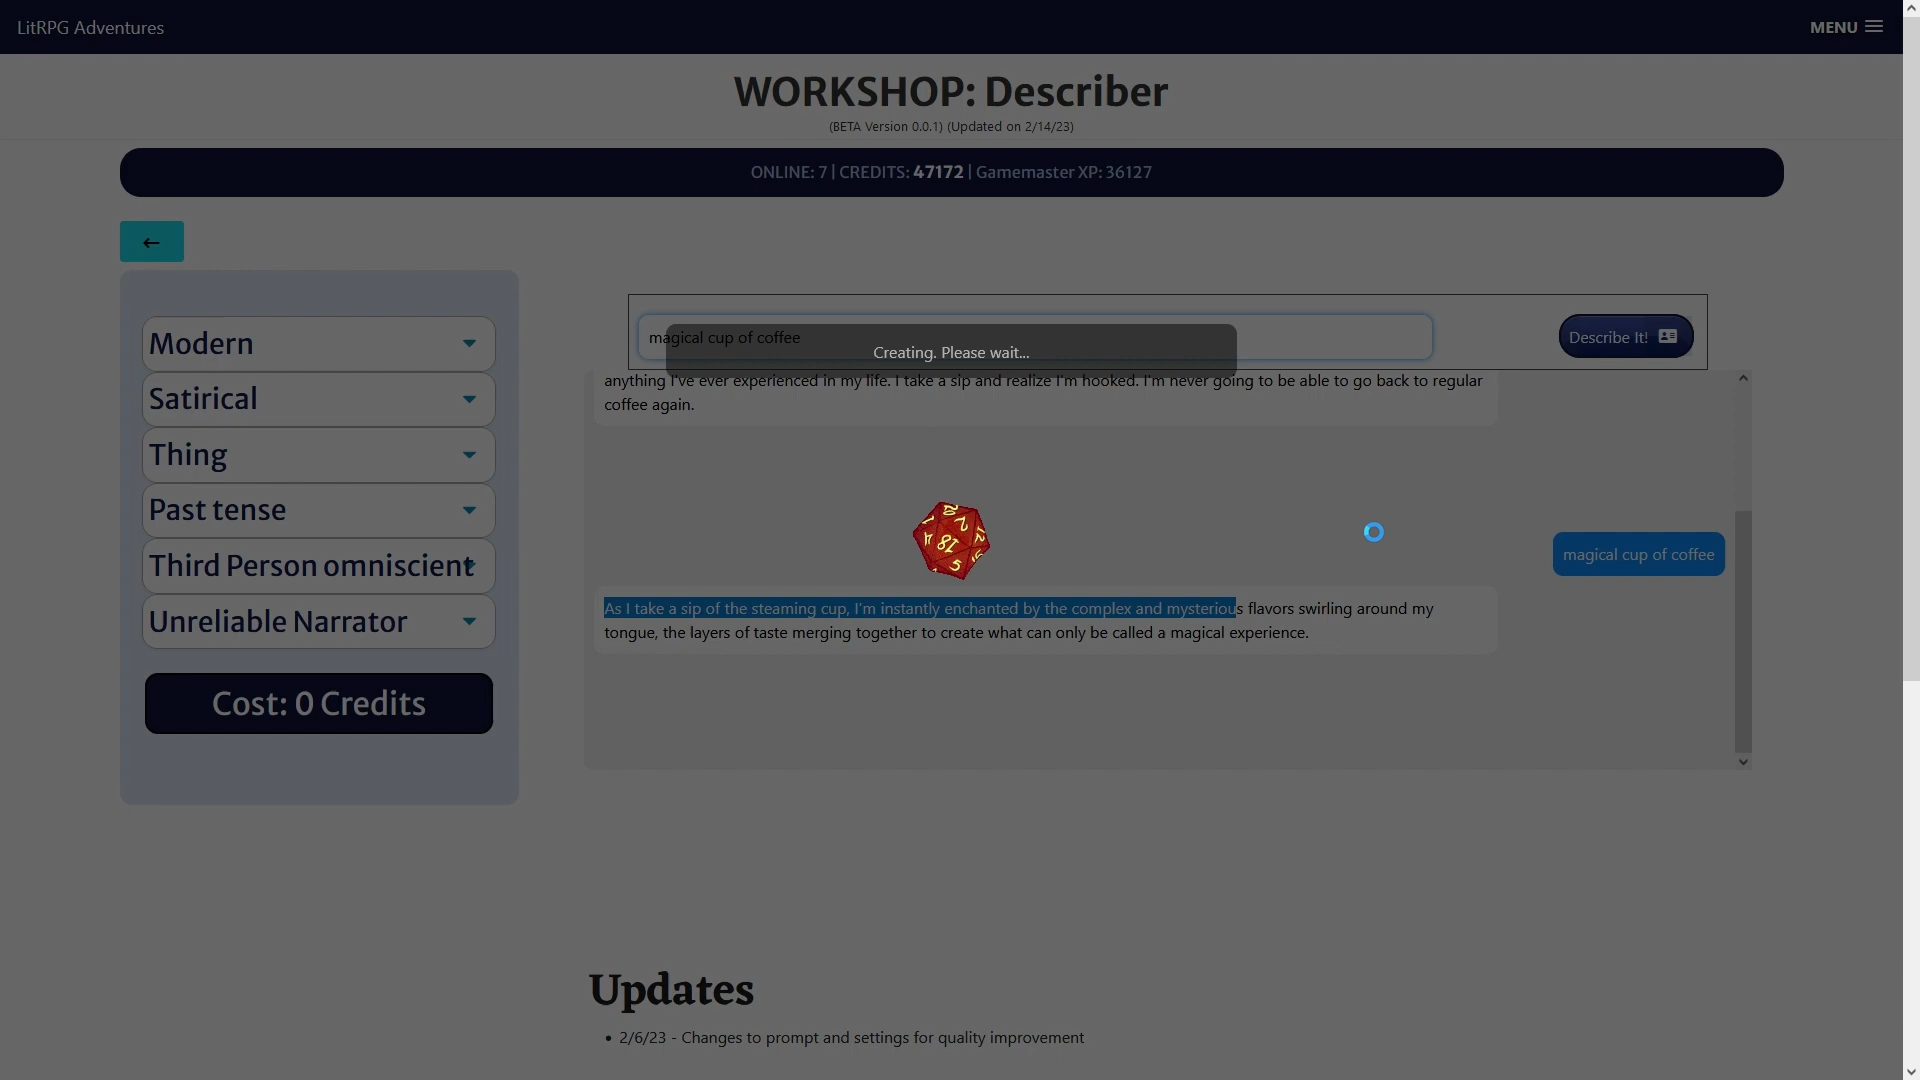 LitRPG Adventures
MENU
WORKSHOP: Describer
(BETA Version 0.0.1) (Updated on 2/14/23)
ONLINE: 7 | CREDITS: 47172 | Gamemaster XP: 36127
←
Modern
Satirical
Thing
Past tense
Third Person omniscient
Unreliable Narrator
Cost: 0 Credits
magical cup of coffee
Describe It!
Creating. Please wait...
anything I've ever experienced in my life. I take a sip and realize I'm hooked. I'm never going to be able to go back to regular
coffee again.
18
5
magical cup of coffee
As I take a sip of the steaming cup, I'm instantly enchanted by the complex and mysterious flavors swirling around my
tongue, the layers of taste merging together to create what can only be called a magical experience.
Updates
• 2/6/23 - Changes to prompt and settings for quality improvement